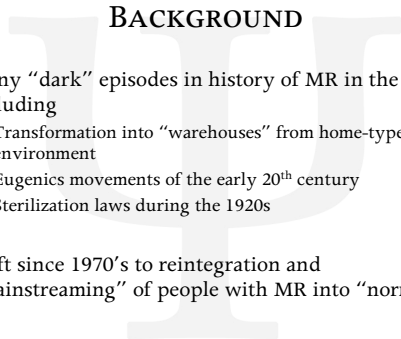 BACKGROUND
ny “dark” episodes in history of MR in the
luding
Transformation into “warehouses” from home-type
environment
Eugenics movements of the early 20th century
Sterilization laws during the 1920s
ft since 1970’s to reintegration and
ainstreaming” of people with MR into “norm